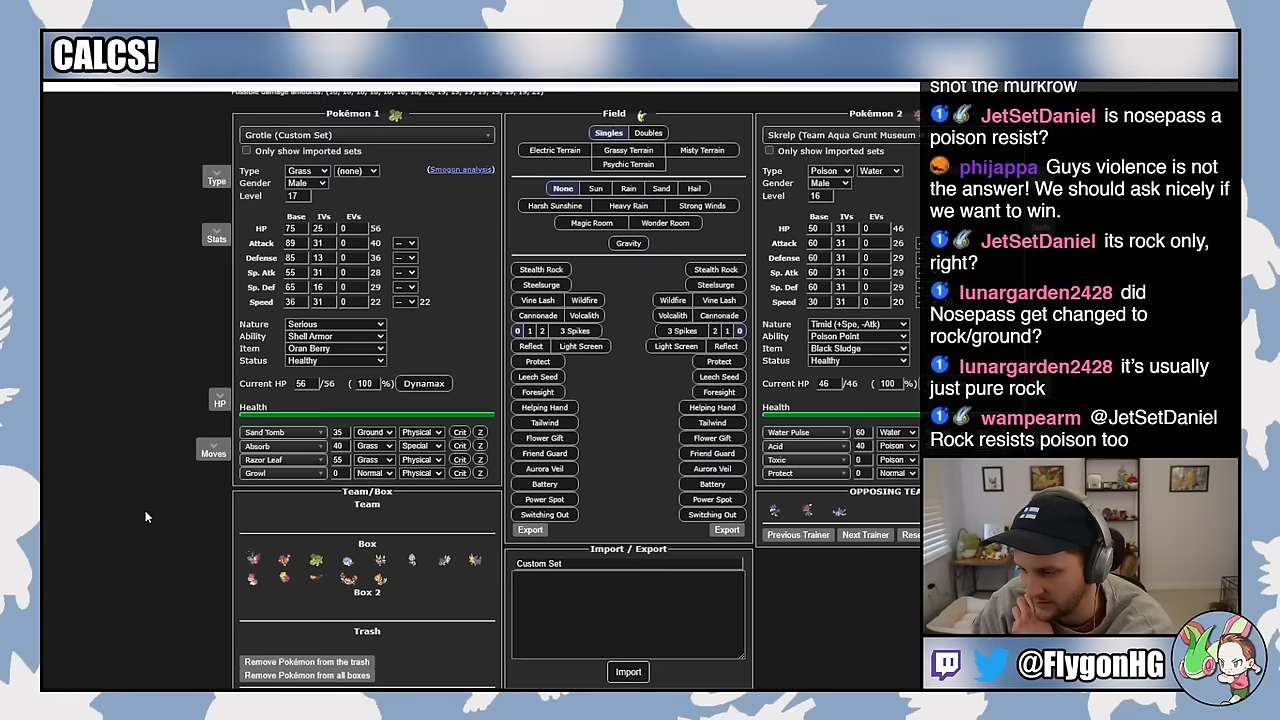 CALCS!
Pokémon 1
Grotle (Custom Set)
Only show imported sets
Type Grass (none) (Smogon analysis)
Gender Male
Level 17
Base IVs EVs
HP 75 25 0 56
Attack 89 31 0 40 --
Defense 85 13 0 36 --
Sp. Atk 55 31 0 28 --
Sp. Def 65 16 0 29 --
Speed 36 31 0 22 -- 22
Nature Serious
Ability Shell Armor
Item Oran Berry
Status Healthy
Current HP 56 /56 ( 100 %) Dynamax
Health
Sand Tomb 35 Ground Physical Crit Z
Absorb 40 Grass Special Crit Z
Razor Leaf 55 Grass Physical Crit Z
Growl 0 Normal Physical Crit Z
Type
Stats
HP
Moves
Team/Box
Team
Box
Box 2
Trash
Remove Pokémon from the trash
Remove Pokémon from all boxes
Field
Singles Doubles
Electric Terrain Grassy Terrain Misty Terrain
Psychic Terrain
None Sun Rain Sand Hail
Harsh Sunshine Heavy Rain Strong Winds
Magic Room Wonder Room
Gravity
Stealth Rock Stealth Rock
Steelsurge Steelsurge
Vine Lash Wildfire Wildfire Vine Lash
Cannonade Volcalith Volcalith Cannonade
0 1 2 3 Spikes 3 Spikes 2 1 0
Reflect Light Screen Light Screen Reflect
Protect Protect
Leech Seed Leech Seed
Foresight Foresight
Helping Hand Helping Hand
Tailwind Tailwind
Flower Gift Flower Gift
Friend Guard Friend Guard
Aurora Veil Aurora Veil
Battery Battery
Power Spot Power Spot
Switching Out Switching Out
Export Export
Import / Export
Custom Set
Import
Pokémon 2
Skrelp (Team Aqua Grunt Museum
Only show imported sets
Type Poison Water
Gender Male
Level 16
Base IVs EVs
HP 50 31 0 46
Attack 60 31 0 26
Defense 60 31 0 29
Sp. Atk 60 31 0 29
Sp. Def 60 31 0 29
Speed 30 31 0 20
Nature Timid (+Spe, -Atk)
Ability Poison Point
Item Black Sludge
Status Healthy
Current HP 46 /46 ( 100 %)
Health
Water Pulse 60 Water
Acid 40 Poison
Toxic 0 Poison
Protect 0 Normal
OPPOSING TEA
Previous Trainer Next Trainer Rese
shot the murkrow
JetSetDaniel is nosepass a
poison resist?
phijappa Guys violence is not
the answer! We should ask nicely if
we want to win.
JetSetDaniel its rock only,
right?
lunargarden2428 did
Nosepass get changed to
rock/ground?
lunargarden2428 it's usually
just pure rock
wampearm @JetSetDaniel
Rock resists poison too
@FlygonHG